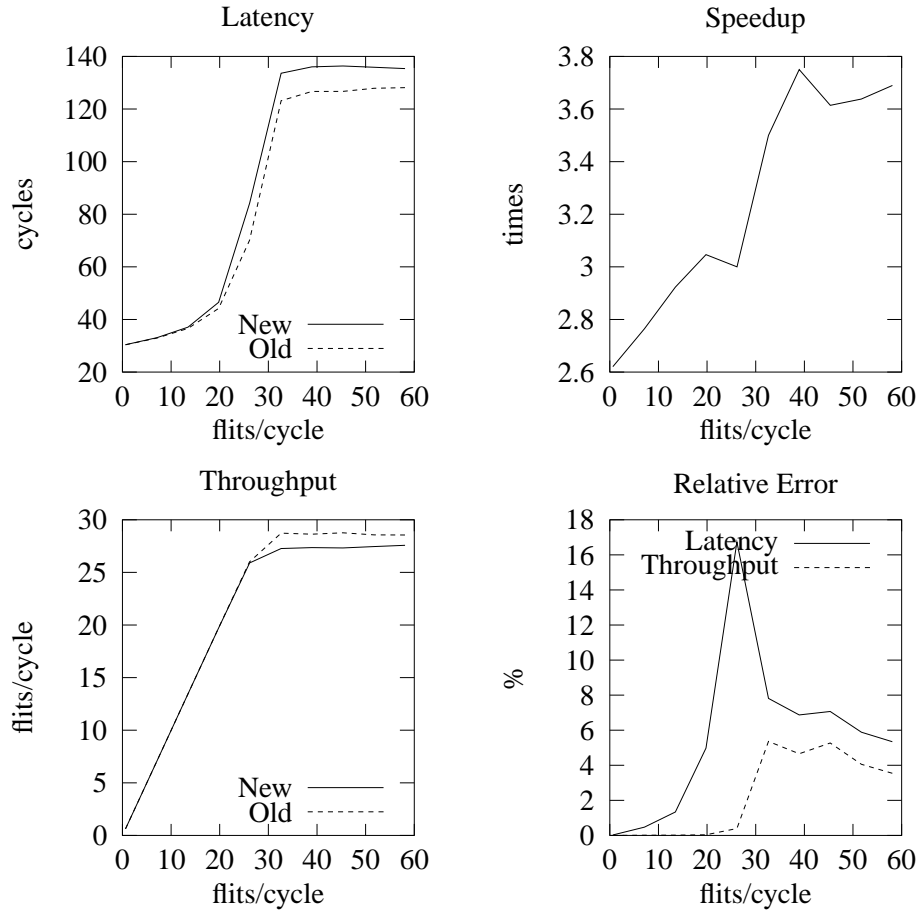 Latency
140
120
100
80
60
40
20
cycles
New
Old
0 10 20 30 40 50 60
flits/cycle
Speedup
3.8
3.6
3.4
3.2
3
2.8
2.6
times
0 10 20 30 40 50 60
flits/cycle
Throughput
30
25
20
15
10
5
0
flits/cycle
New
Old
0 10 20 30 40 50 60
flits/cycle
Relative Error
18
16
14
12
10
8
6
4
2
0
%
Latency
Throughput
0 10 20 30 40 50 60
flits/cycle